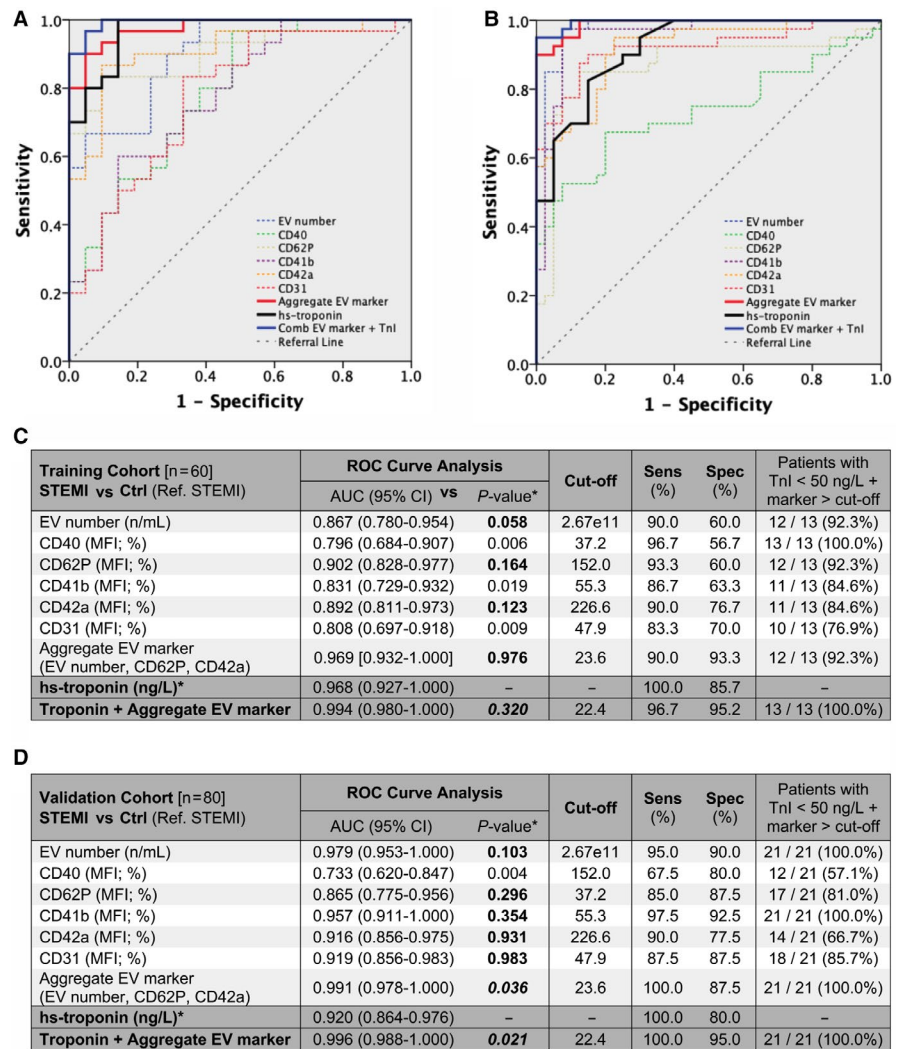 A
1.0
0.8
0.6
0.4
0.2
0.0
Sensitivity
EV number
CD40
CD62P
CD41b
CD42a
CD31
Aggregate EV marker
hs-troponin
Comb EV marker + TnI
Referral Line
0.0 0.2 0.4 0.6 0.8 1.0
1 - Specificity
B
1.0
0.8
0.6
0.4
0.2
0.0
Sensitivity
EV number
CD40
CD62P
CD41b
CD42a
CD31
Aggregate EV marker
hs-troponin
Comb EV marker + TnI
Referral Line
0.0 0.2 0.4 0.6 0.8 1.0
1 - Specificity
C
Training Cohort [n=60]
STEMI vs Ctrl (Ref. STEMI)
ROC Curve Analysis
AUC (95% CI) vs P-value*
Cut-off
Sens
(%)
Spec
(%)
Patients with
TnI < 50 ng/L +
marker > cut-off
EV number (n/mL) 0.867 (0.780-0.954) 0.058 2.67e11 90.0 60.0 12 / 13 (92.3%)
CD40 (MFI; %) 0.796 (0.684-0.907) 0.006 37.2 96.7 56.7 13 / 13 (100.0%)
CD62P (MFI; %) 0.902 (0.828-0.977) 0.164 152.0 93.3 60.0 12 / 13 (92.3%)
CD41b (MFI; %) 0.831 (0.729-0.932) 0.019 55.3 86.7 63.3 11 / 13 (84.6%)
CD42a (MFI; %) 0.892 (0.811-0.973) 0.123 226.6 90.0 76.7 11 / 13 (84.6%)
CD31 (MFI; %) 0.808 (0.697-0.918) 0.009 47.9 83.3 70.0 10 / 13 (76.9%)
Aggregate EV marker
(EV number, CD62P, CD42a) 0.969 [0.932-1.000] 0.976 23.6 90.0 93.3 12 / 13 (92.3%)
hs-troponin (ng/L)* 0.968 (0.927-1.000) – – 100.0 85.7 –
Troponin + Aggregate EV marker 0.994 (0.980-1.000) 0.320 22.4 96.7 95.2 13 / 13 (100.0%)
D
Validation Cohort [n=80]
STEMI vs Ctrl (Ref. STEMI)
ROC Curve Analysis
AUC (95% CI) P-value*
Cut-off
Sens
(%)
Spec
(%)
Patients with
TnI < 50 ng/L +
marker > cut-off
EV number (n/mL) 0.979 (0.953-1.000) 0.103 2.67e11 95.0 90.0 21 / 21 (100.0%)
CD40 (MFI; %) 0.733 (0.620-0.847) 0.004 152.0 67.5 80.0 12 / 21 (57.1%)
CD62P (MFI; %) 0.865 (0.775-0.956) 0.296 37.2 85.0 87.5 17 / 21 (81.0%)
CD41b (MFI; %) 0.957 (0.911-1.000) 0.354 55.3 97.5 92.5 21 / 21 (100.0%)
CD42a (MFI; %) 0.916 (0.856-0.975) 0.931 226.6 90.0 77.5 14 / 21 (66.7%)
CD31 (MFI; %) 0.919 (0.856-0.983) 0.983 47.9 87.5 87.5 18 / 21 (85.7%)
Aggregate EV marker
(EV number, CD62P, CD42a) 0.991 (0.978-1.000) 0.036 23.6 100.0 87.5 21 / 21 (100.0%)
hs-troponin (ng/L)* 0.920 (0.864-0.976) – – 100.0 80.0 –
Troponin + Aggregate EV marker 0.996 (0.988-1.000) 0.021 22.4 100.0 95.0 21 / 21 (100.0%)